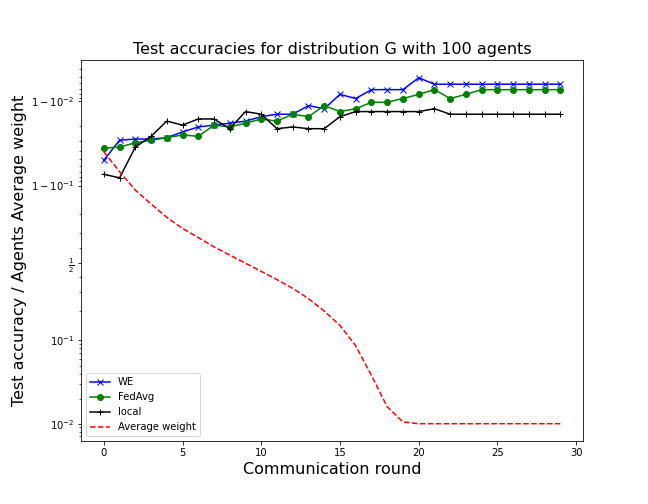 Test accuracies for distribution G with 100 agents
Test accuracy / Agents Average weight
1 − 10⁻²
1 − 10⁻¹
1/2
10⁻¹
10⁻²
WE
FedAvg
local
Average weight
0 5 10 15 20 25 30
Communication round